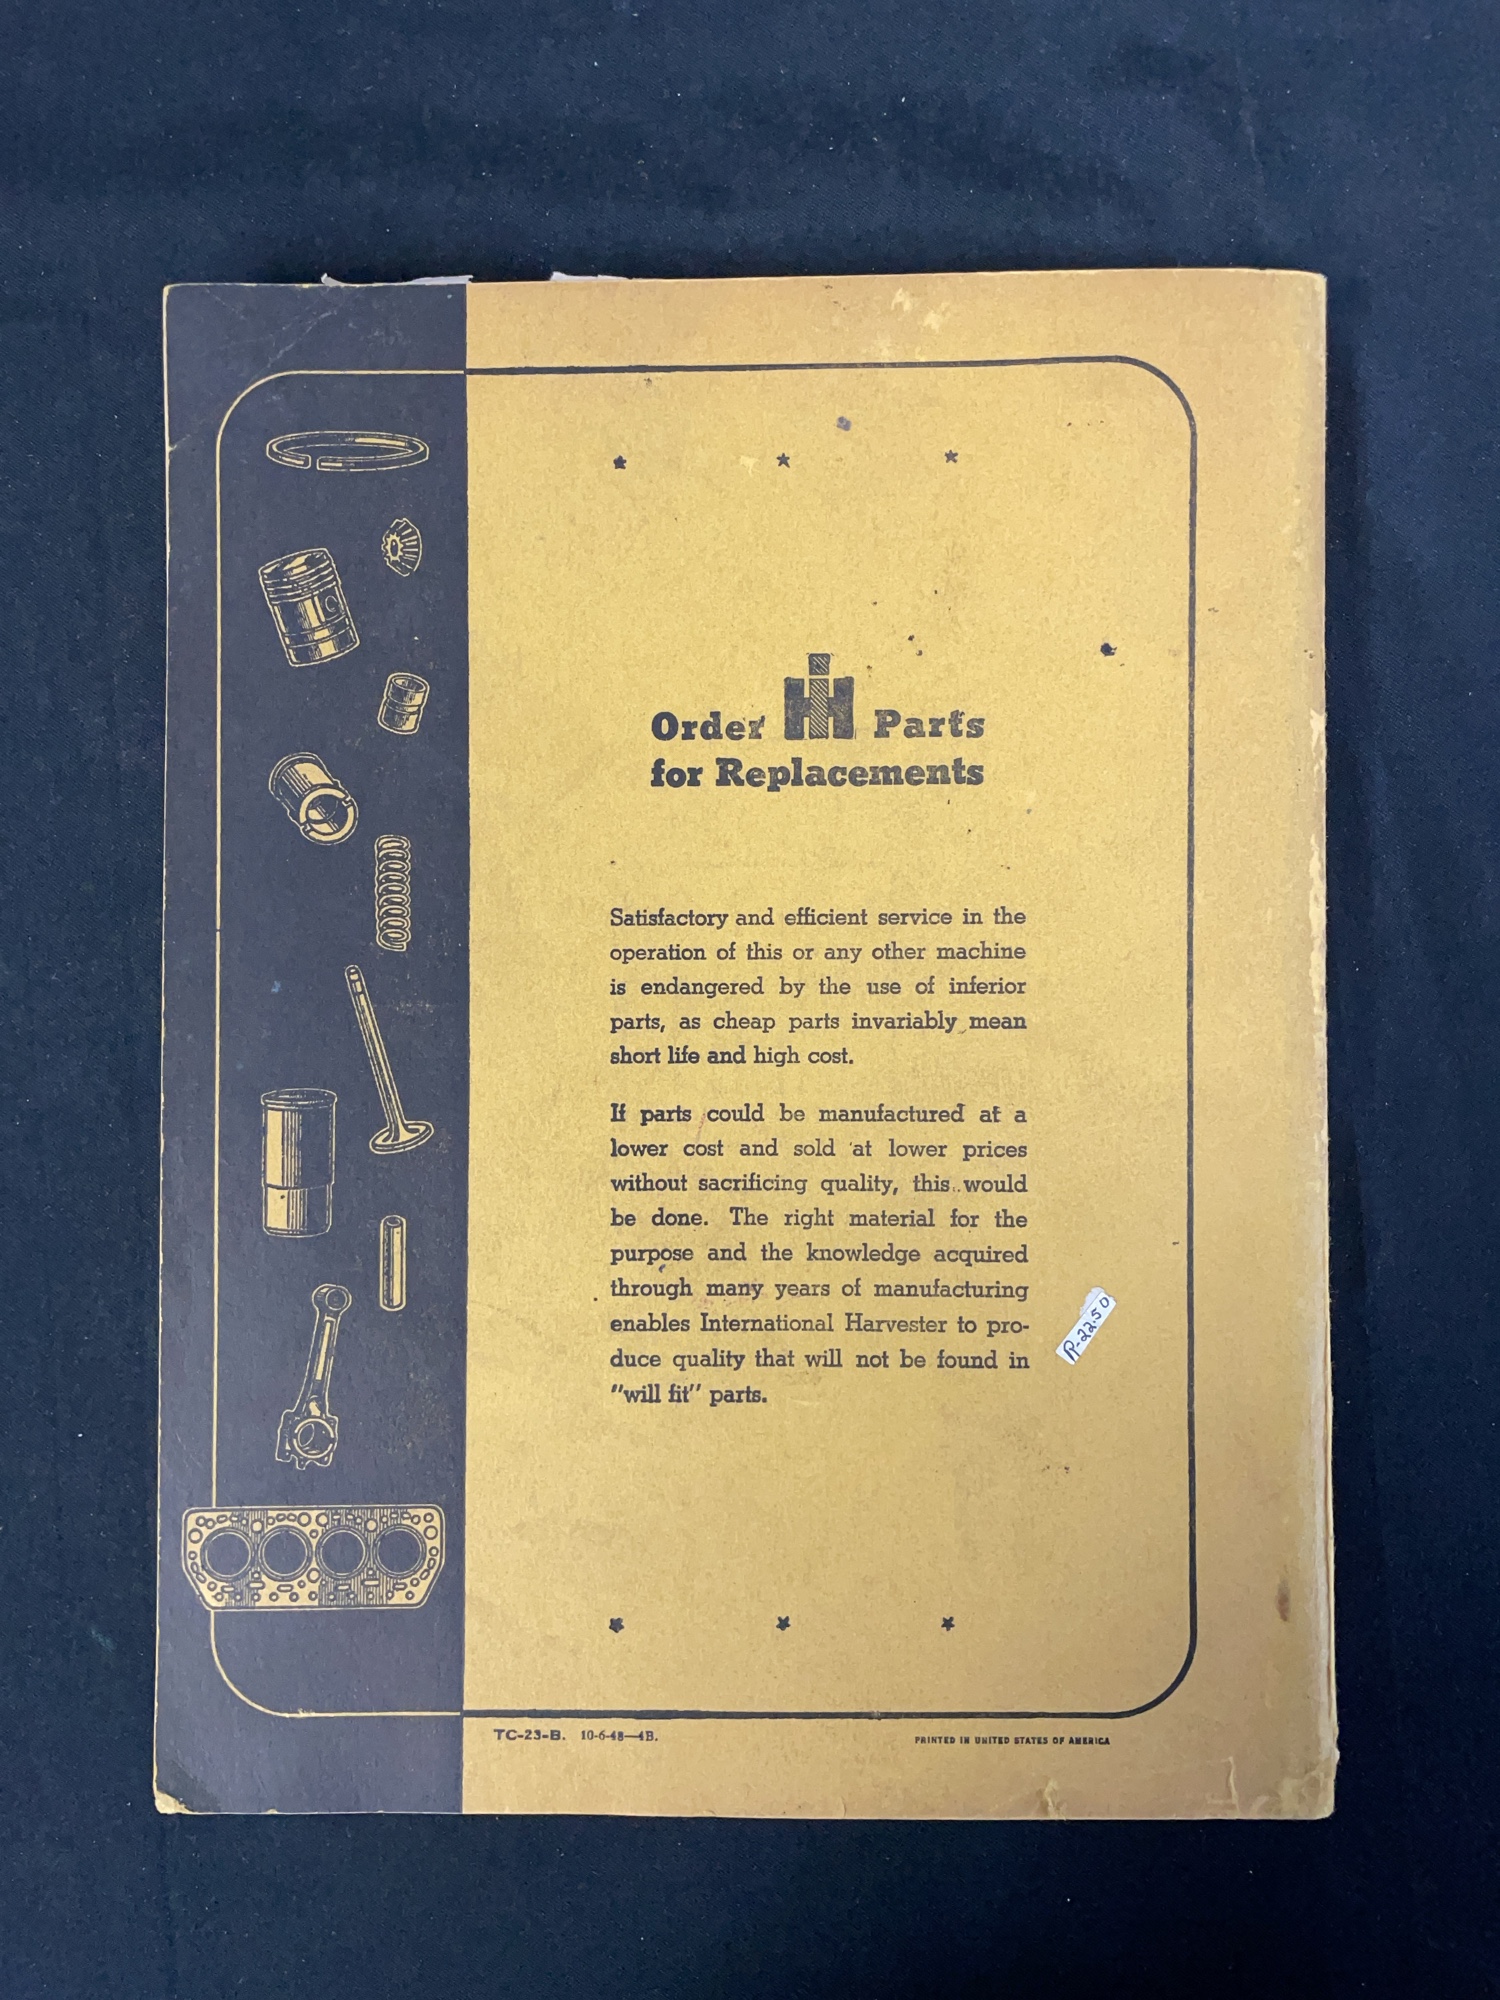 Order IH Parts
for Replacements
Satisfactory and efficient service in the
operation of this or any other machine
is endangered by the use of inferior
parts, as cheap parts invariably mean
short life and high cost.
If parts could be manufactured at a
lower cost and sold at lower prices
without sacrificing quality, this would
be done. The right material for the
purpose and the knowledge acquired
through many years of manufacturing
enables International Harvester to pro-
duce quality that will not be found in
"will fit" parts.
R-22.50
TC-23-B. 10-6-48—4B.
PRINTED IN UNITED STATES OF AMERICA